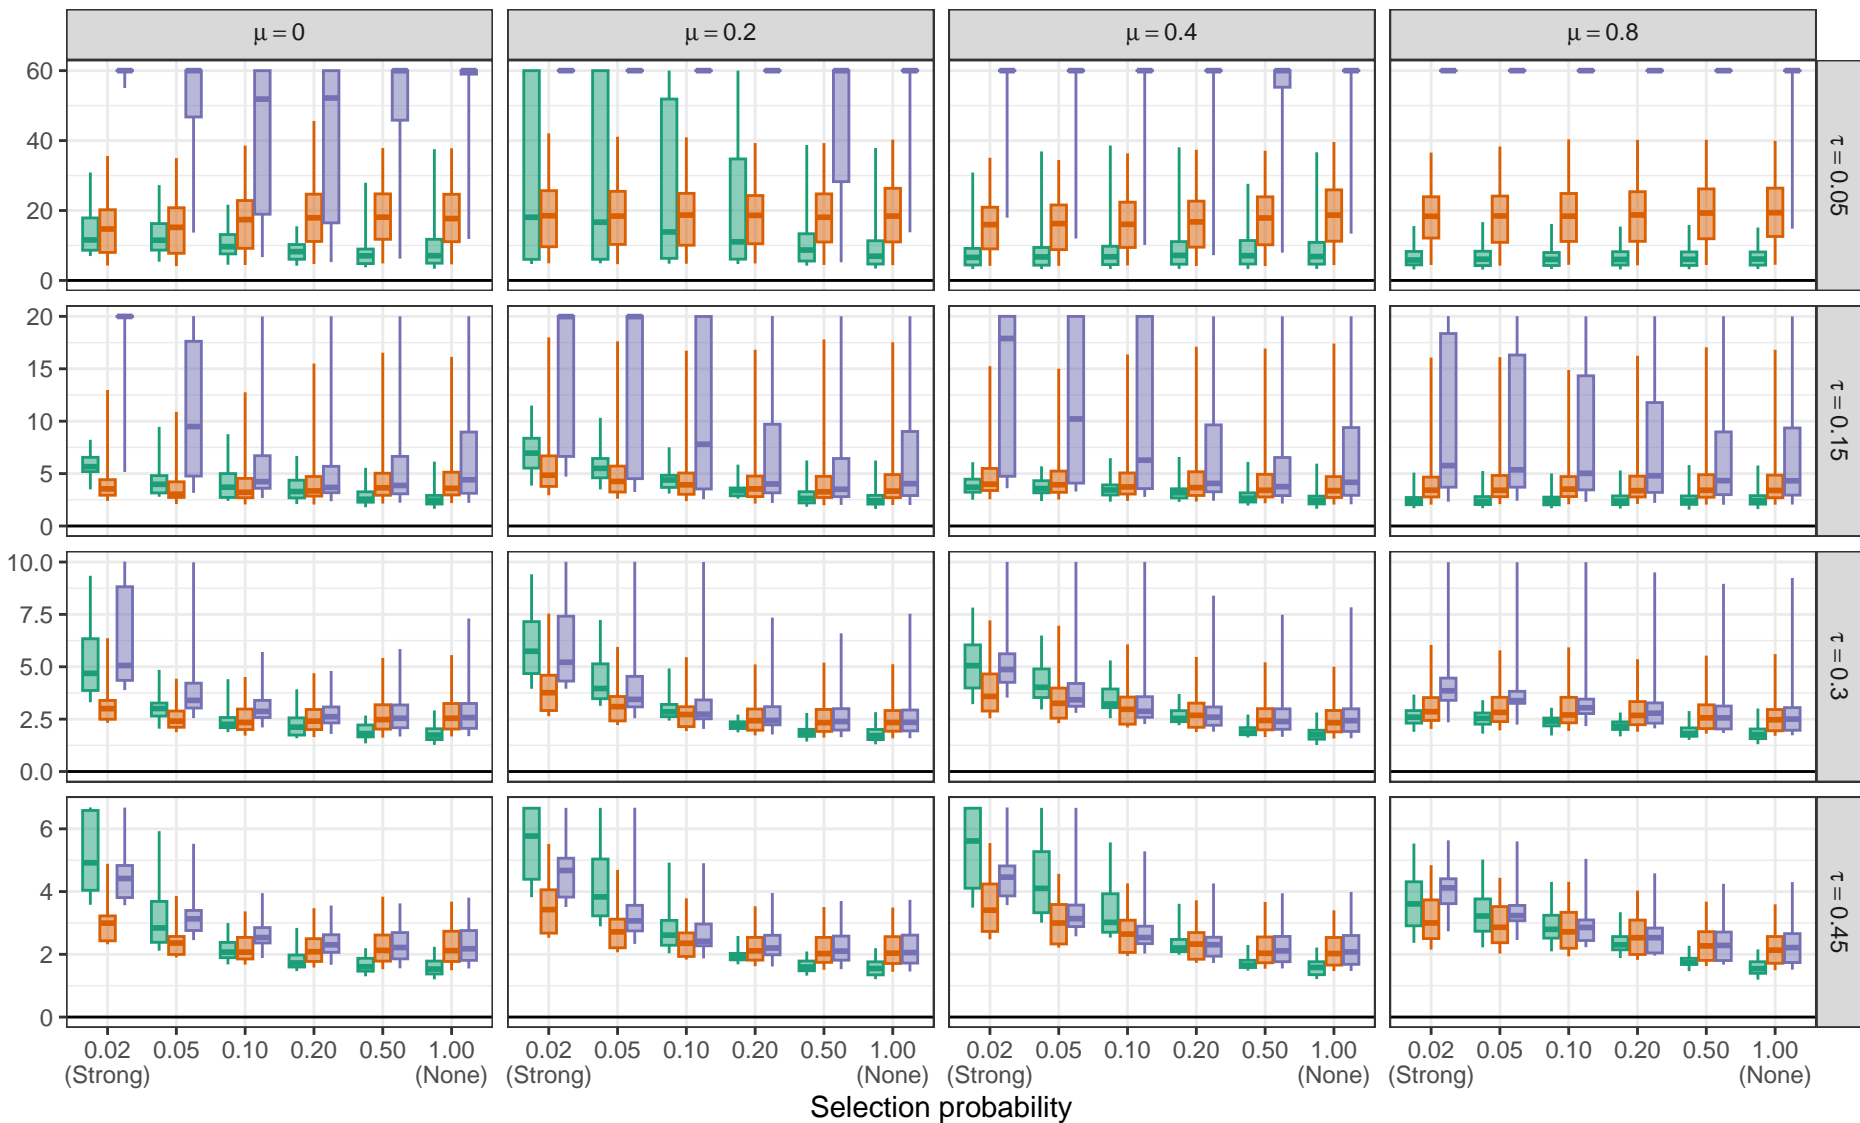 μ = 0
μ = 0.2
μ = 0.4
μ = 0.8
60
40
20
0
τ = 0.05
20
15
10
5
0
τ = 0.15
10.0
7.5
5.0
2.5
0.0
τ = 0.3
6
4
2
0
τ = 0.45
0.02 0.05 0.10 0.20 0.50 1.00 0.02 0.05 0.10 0.20 0.50 1.00 0.02 0.05 0.10 0.20 0.50 1.00 0.02 0.05 0.10 0.20 0.50 1.00
(Strong) (None) (Strong) (None) (Strong) (None) (Strong) (None)
Selection probability